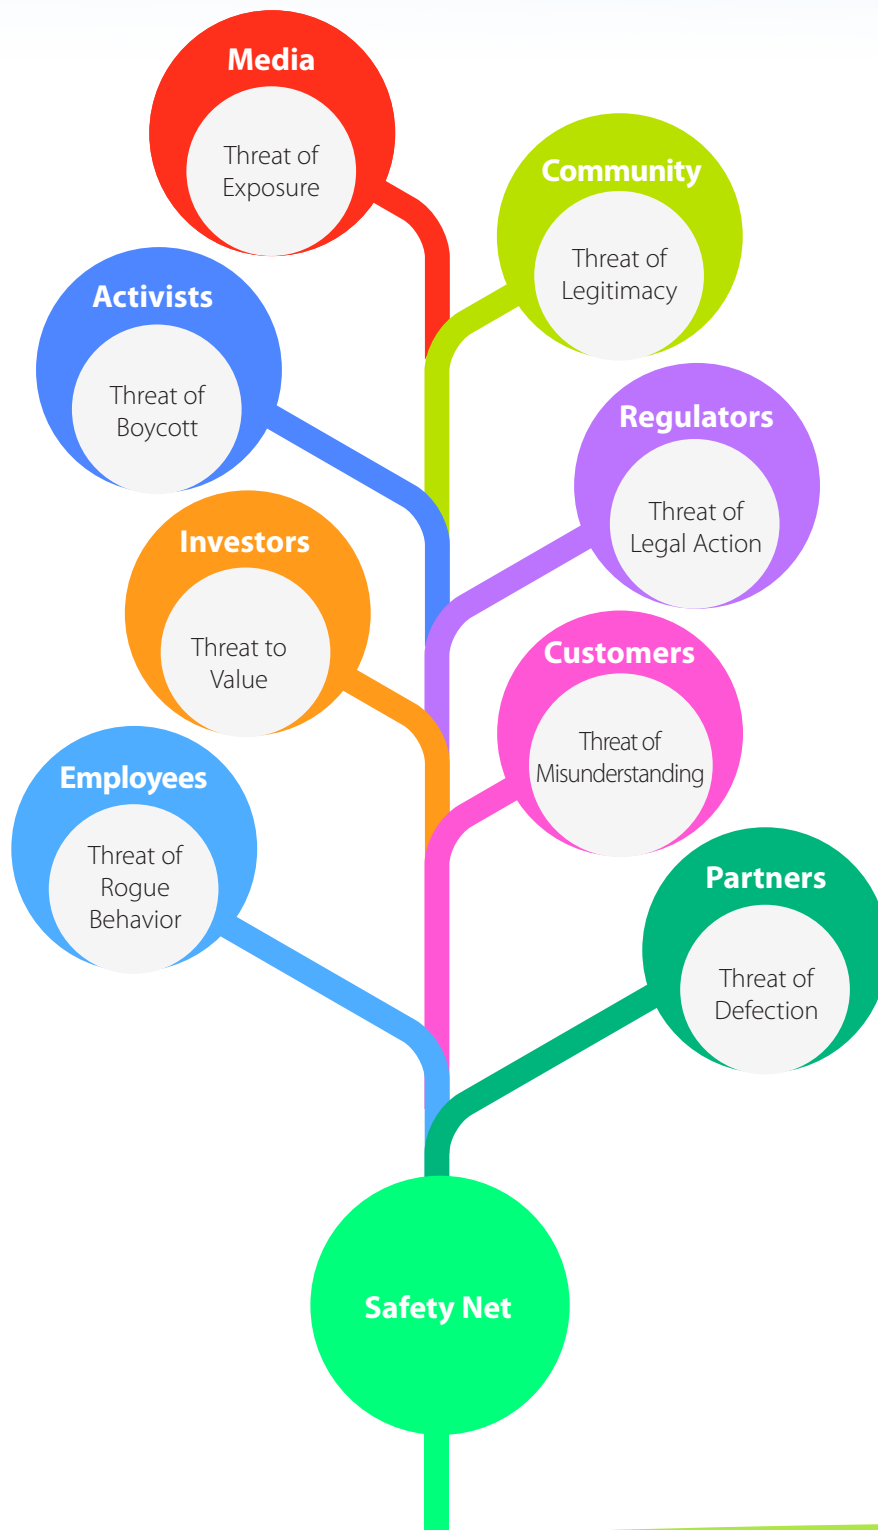 Media
Threat of
Exposure
Community
Threat of
Legitimacy
Activists
Threat of
Boycott
Regulators
Threat of
Legal Action
Investors
Threat to
Value
Customers
Threat of
Misunderstanding
Employees
Threat of
Rogue
Behavior
Partners
Threat of
Defection
Safety Net